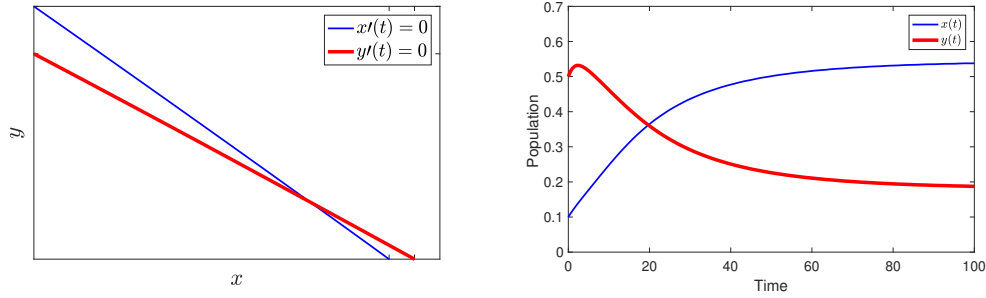 x′(t) = 0
y′(t) = 0
y
x
x(t)
y(t)
0.7
0.6
0.5
0.4
0.3
0.2
0.1
0
Population
0 20 40 60 80 100
Time